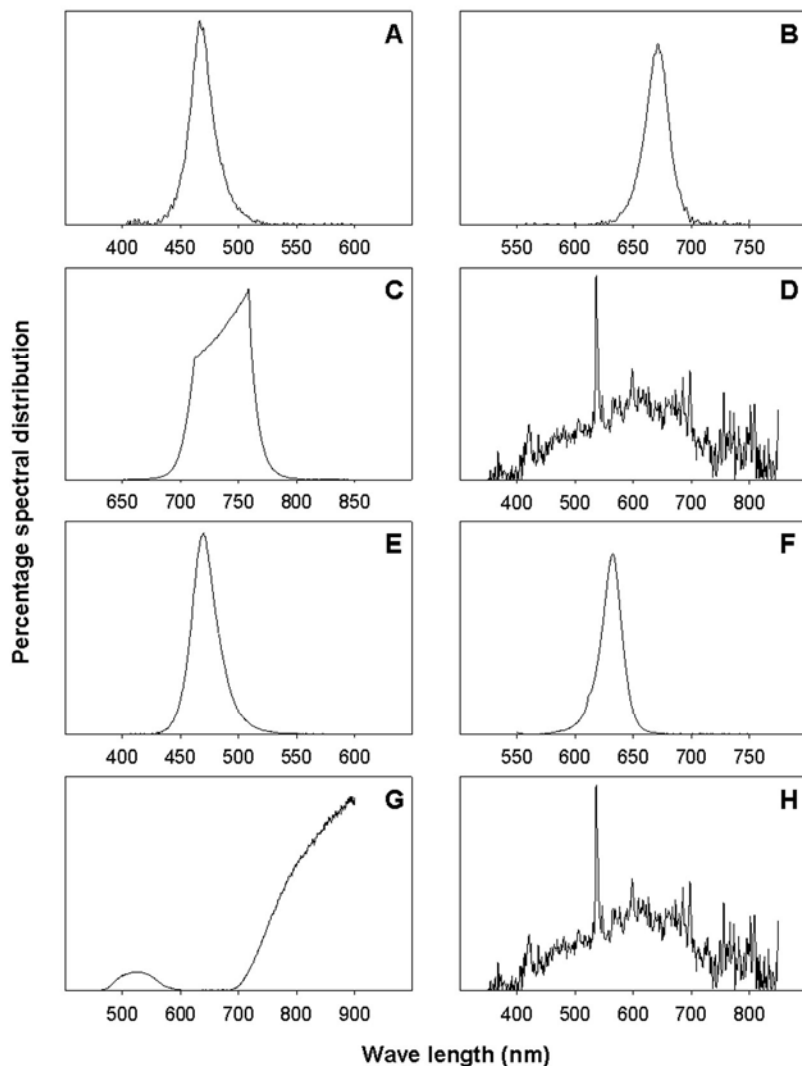 A
B
400 450 500 550 600
550 600 650 700 750
C
D
650 700 750 800 850
400 500 600 700 800
Percentage spectral distribution
E
F
400 450 500 550 600
550 600 650 700 750
G
H
500 600 700 800 900
400 500 600 700 800
Wave length (nm)